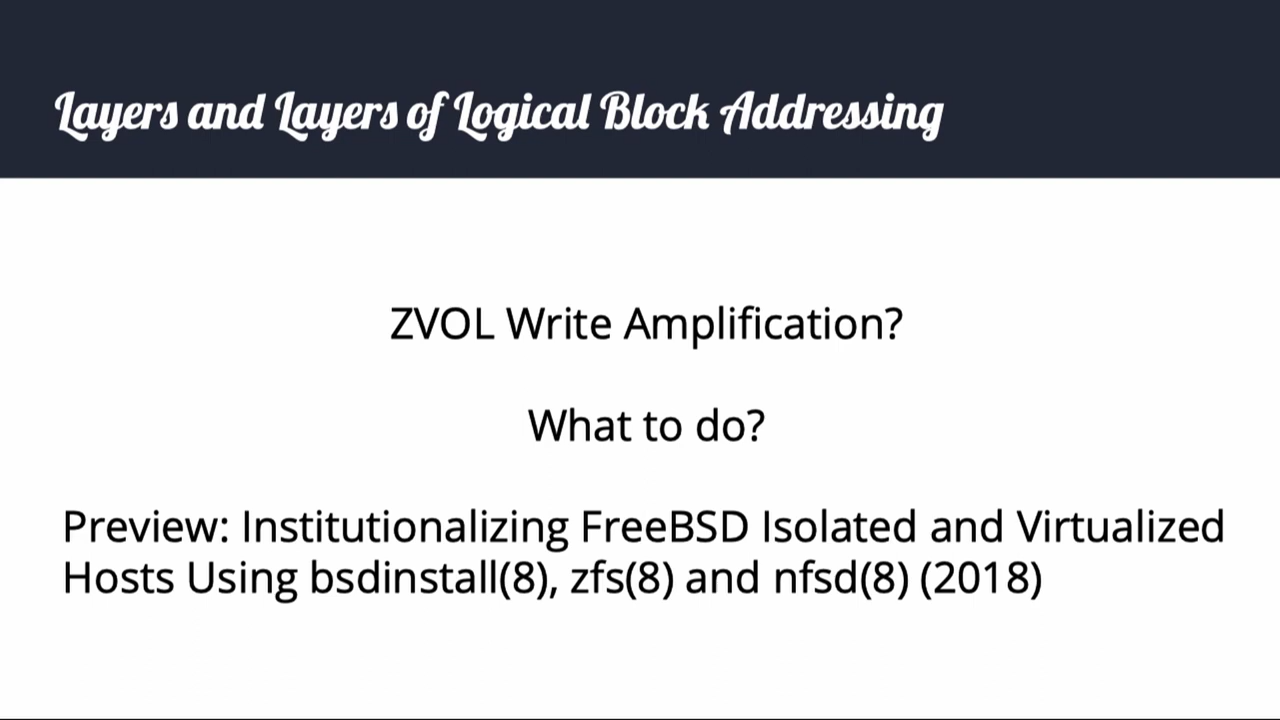 Layers and Layers of Logical Block Addressing
ZVOL Write Amplification?
What to do?
Preview: Institutionalizing FreeBSD Isolated and Virtualized
Hosts Using bsdinstall(8), zfs(8) and nfsd(8) (2018)